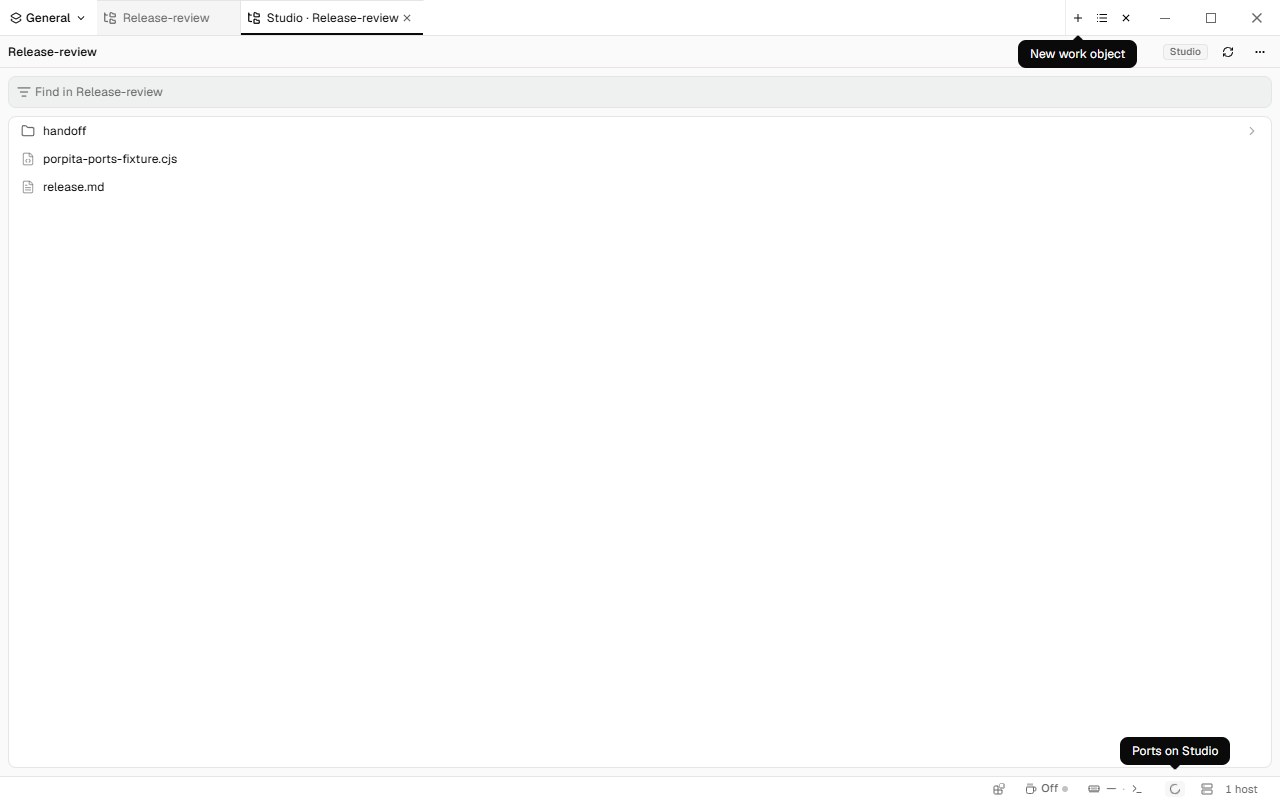 General
Release-review
Studio · Release-review
Release-review
New work object
Studio
Find in Release-review
handoff
porpita-ports-fixture.cjs
release.md
Ports on Studio
Off
1 host